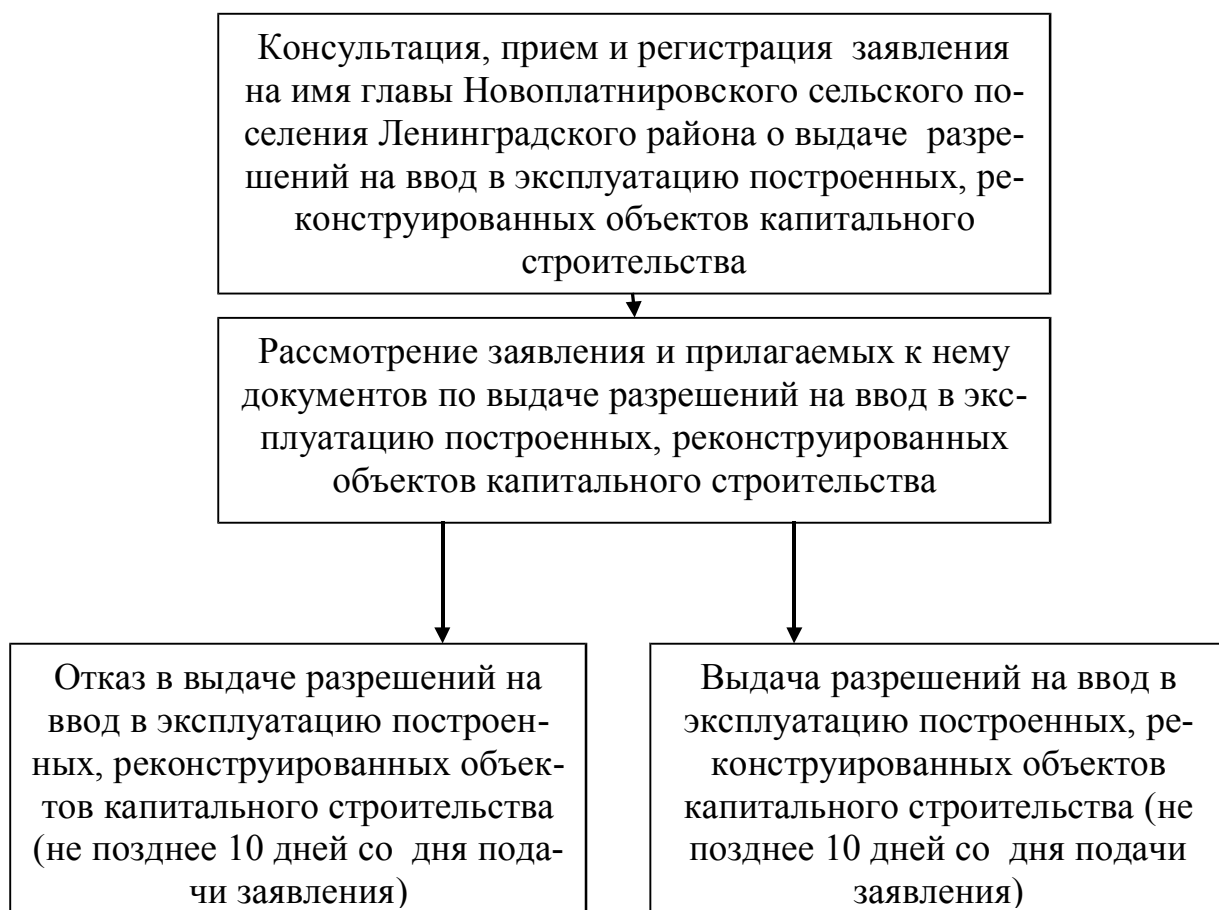 Консультация, прием и регистрация заявления
на имя главы Новоплатнировского сельского по-
селения Ленинградского района о выдаче разре-
шений на ввод в эксплуатацию построенных, ре-
конструированных объектов капитального
строительства
Рассмотрение заявления и прилагаемых к нему
документов по выдаче разрешений на ввод в экс-
плуатацию построенных, реконструированных
объектов капитального строительства
Отказ в выдаче разрешений на
ввод в эксплуатацию построен-
ных, реконструированных объек-
тов капитального строительства
(не позднее 10 дней со дня пода-
чи заявления)
Выдача разрешений на ввод в
эксплуатацию построенных, ре-
конструированных объектов
капитального строительства (не
позднее 10 дней со дня подачи
заявления)